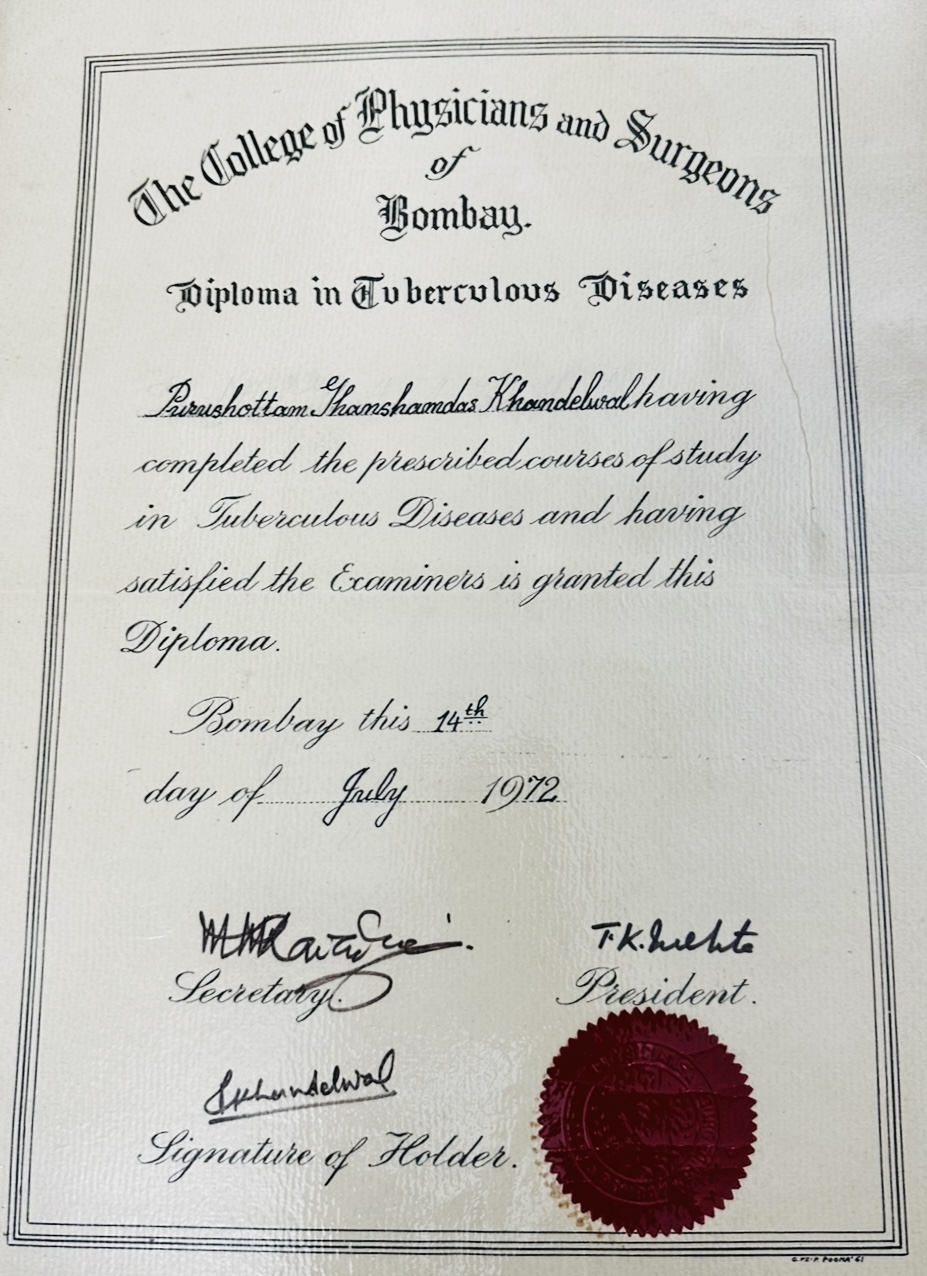 The College of Physicians and Surgeons
of
Bombay.
Diploma in Tuberculous Diseases
Purushottam Ghanshamdas Khandelwal having
completed the prescribed courses of study
in Tuberculous Diseases and having
satisfied the Examiners is granted this
Diploma.
Bombay this 14th
day of July 1972
Secretary.
T. K.
President.
Khandelwal
Signature of Holder.